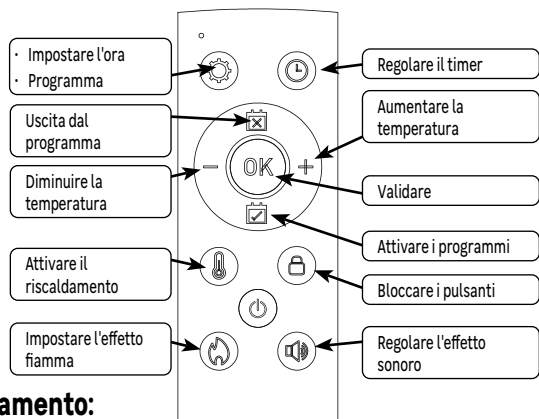 · Impostare l'ora
· Programma
Uscita dal
programma
Diminuire la
temperatura
Attivare il
riscaldamento
Impostare l'effetto
fiamma
OK
Regolare il timer
Aumentare la
temperatura
Validare
Attivare i programmi
Bloccare i pulsanti
Regolare l'effetto
sonoro
amento: